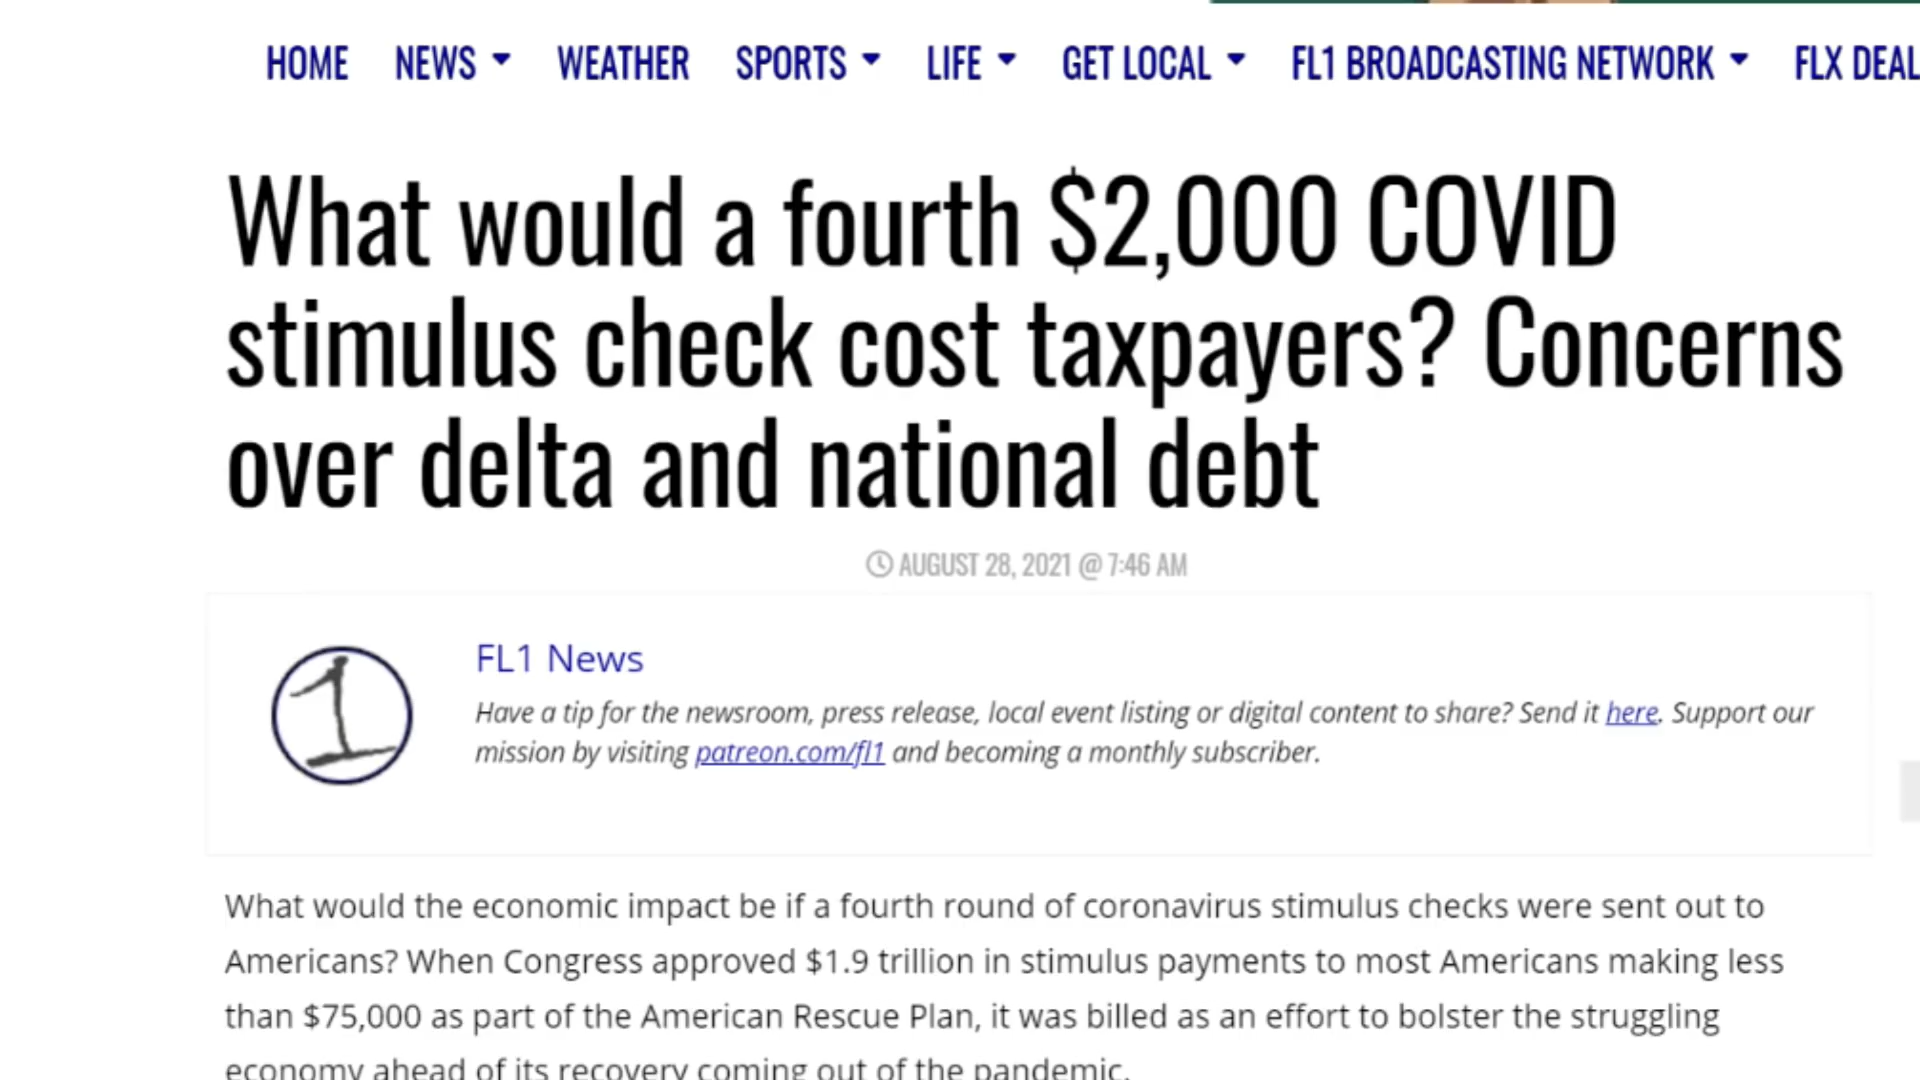 HOME NEWS WEATHER SPORTS LIFE GET LOCAL FL1 BROADCASTING NETWORK FLX DEAL
What would a fourth $2,000 COVID
stimulus check cost taxpayers? Concerns
over delta and national debt
AUGUST 28, 2021 @ 7:46 AM
FL1 News
Have a tip for the newsroom, press release, local event listing or digital content to share? Send it here. Support our
mission by visiting patreon.com/fl1 and becoming a monthly subscriber.
What would the economic impact be if a fourth round of coronavirus stimulus checks were sent out to
Americans? When Congress approved $1.9 trillion in stimulus payments to most Americans making less
than $75,000 as part of the American Rescue Plan, it was billed as an effort to bolster the struggling
economy ahead of its recovery coming out of the pandemic.